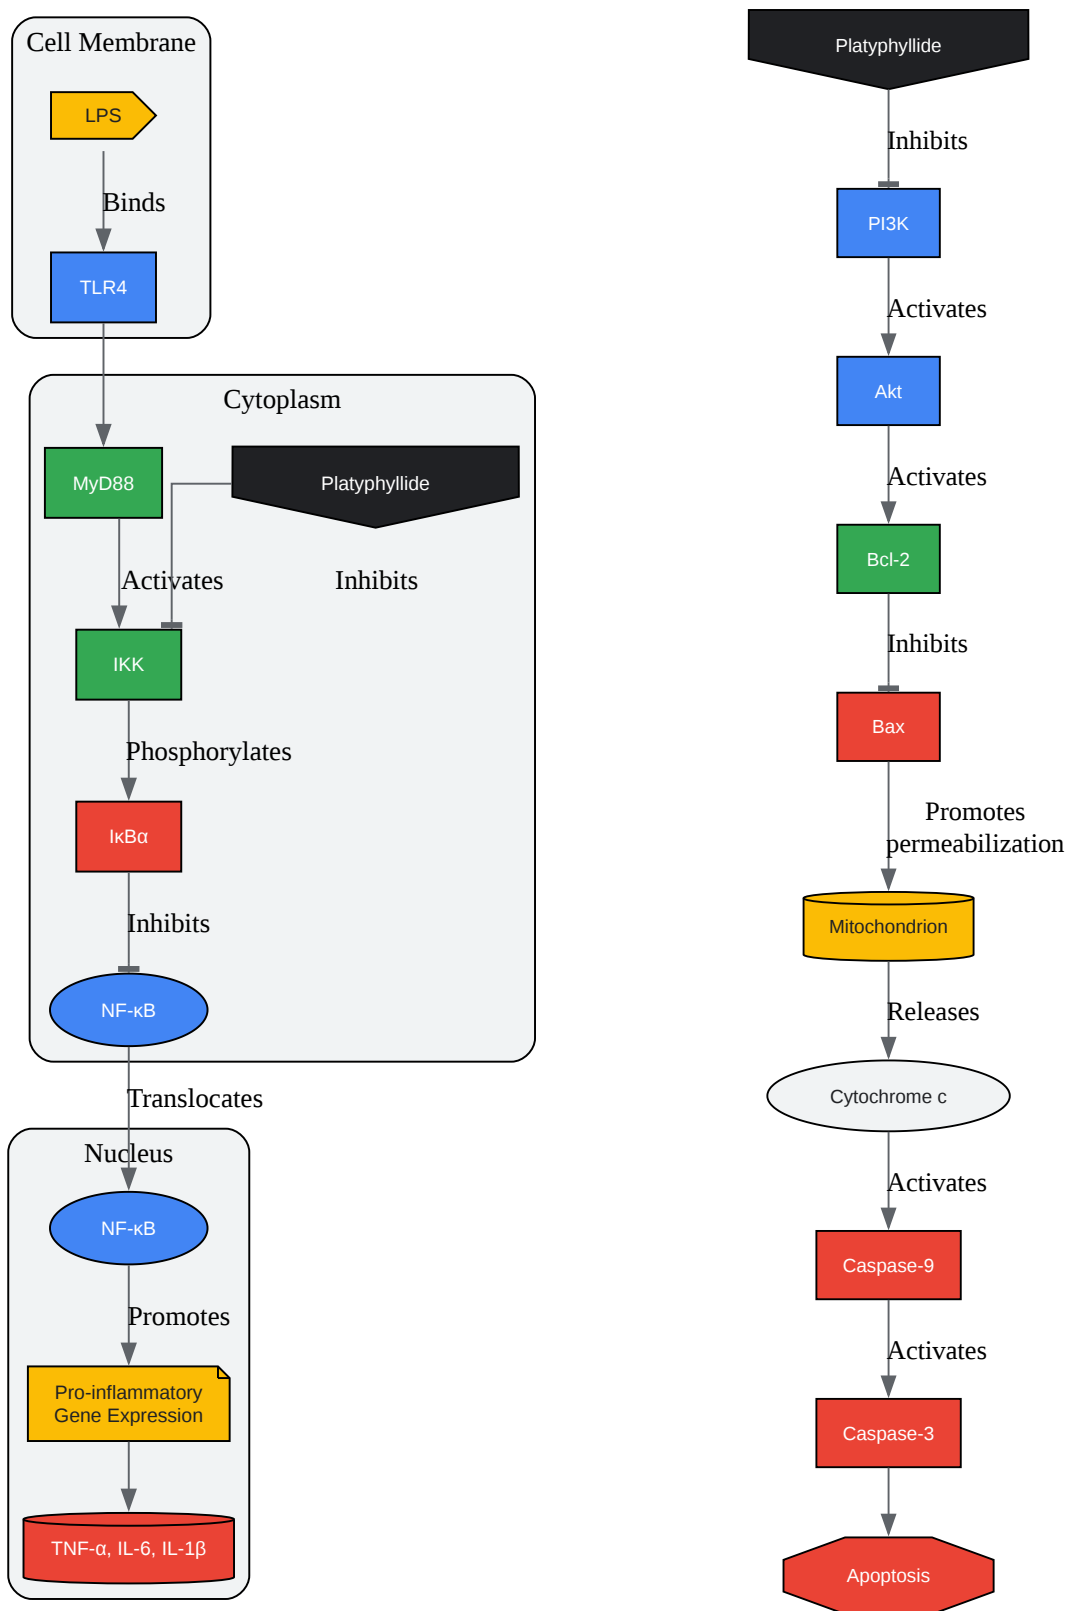 Cell Membrane
LPS
Binds
TLR4
Cytoplasm
MyD88
Platyphyllide
Activates
Inhibits
IKK
Phosphorylates
IκBα
Inhibits
NF-κB
Translocates
Nucleus
NF-κB
Promotes
Pro-inflammatory
Gene Expression
TNF-α, IL-6, IL-1β
Platyphyllide
Inhibits
PI3K
Activates
Akt
Activates
Bcl-2
Inhibits
Bax
Promotes
permeabilization
Mitochondrion
Releases
Cytochrome c
Activates
Caspase-9
Activates
Caspase-3
Apoptosis